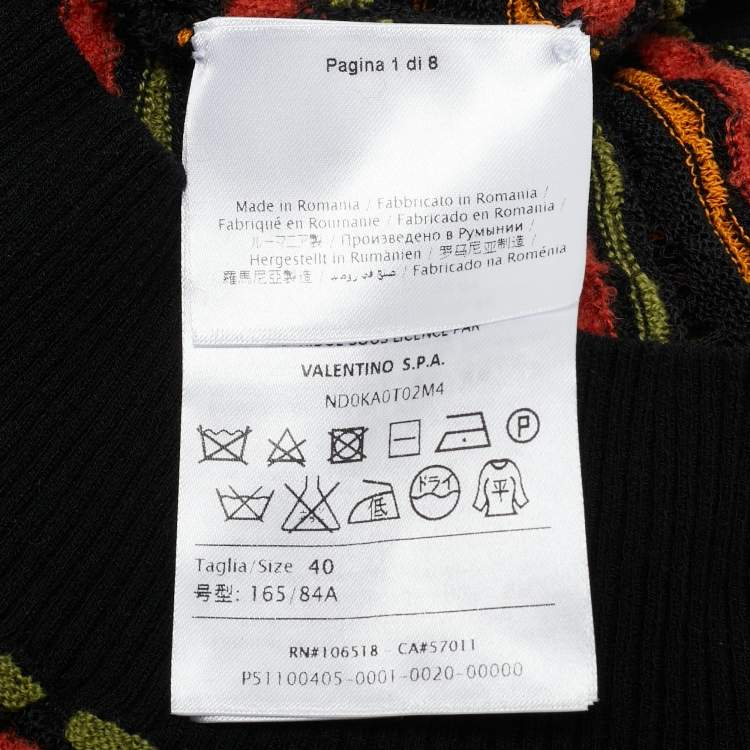 Pagina 1 di 8
Made in Romania / Fabbricato in Romania /
Fabriqué en Roumanie / Fabricado en Romania /
ルーマニア製 / Произведено в Румынии /
Hergestellt in Rumänien / 罗马尼亚制造 /
羅馬尼亞製造 / صنع في رومانيا / Fabricado na Roménia
SOUS LICENCE PAR
VALENTINO S.P.A.
ND0KA0T02M4
P
低 ドライ 平
Taglia/Size 40
号型: 165/84A
RN#106518 - CA#57011
P51100405-0001-0020-00000